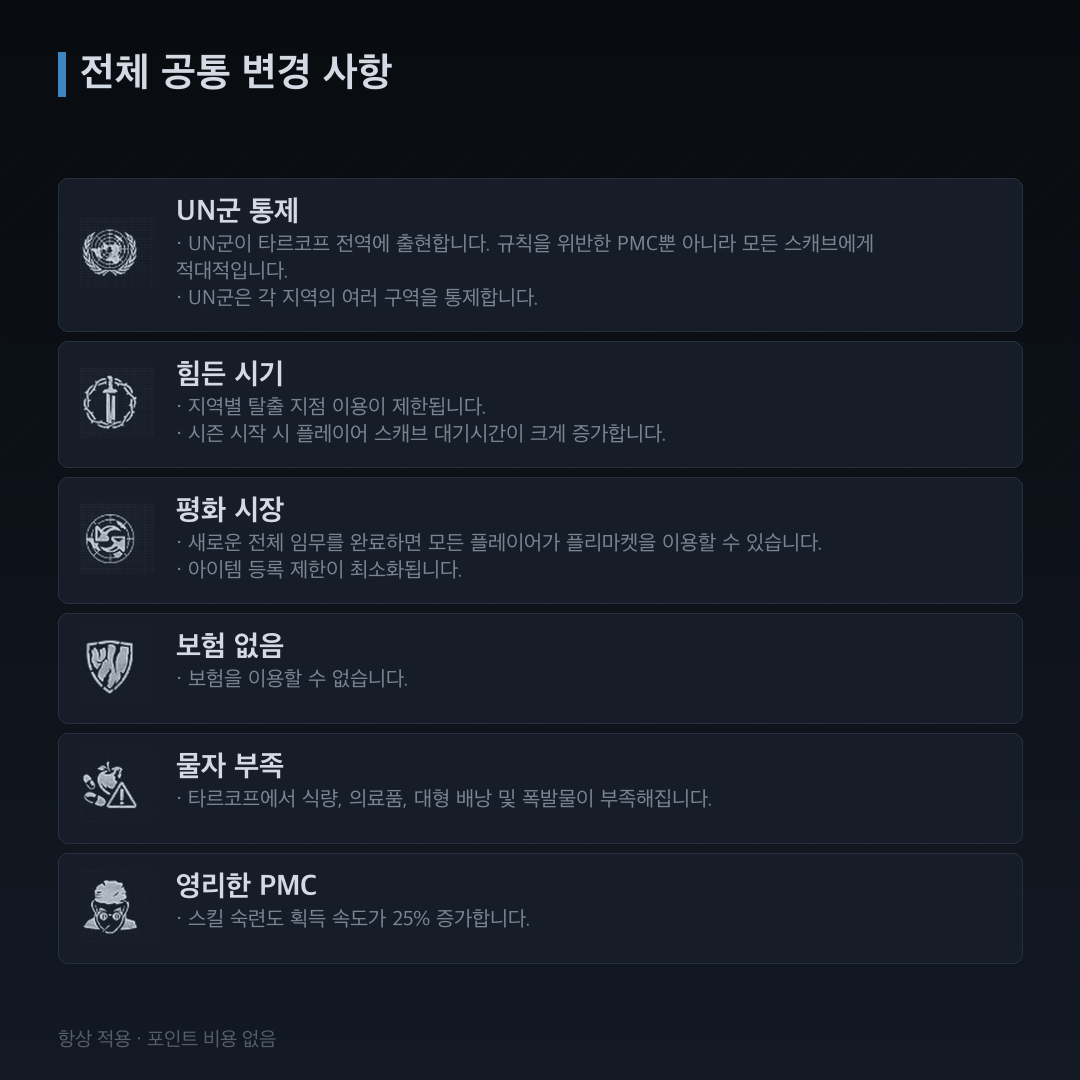 전체 공통 변경 사항
UN군 통제
· UN군이 타르코프 전역에 출현합니다. 규칙을 위반한 PMC뿐 아니라 모든 스캐브에게
적대적입니다.
· UN군은 각 지역의 여러 구역을 통제합니다.
힘든 시기
· 지역별 탈출 지점 이용이 제한됩니다.
· 시즌 시작 시 플레이어 스캐브 대기시간이 크게 증가합니다.
평화 시장
· 새로운 전체 임무를 완료하면 모든 플레이어가 플리마켓을 이용할 수 있습니다.
· 아이템 등록 제한이 최소화됩니다.
보험 없음
· 보험을 이용할 수 없습니다.
물자 부족
· 타르코프에서 식량, 의료품, 대형 배낭 및 폭발물이 부족해집니다.
영리한 PMC
· 스킬 숙련도 획득 속도가 25% 증가합니다.
항상 적용 · 포인트 비용 없음